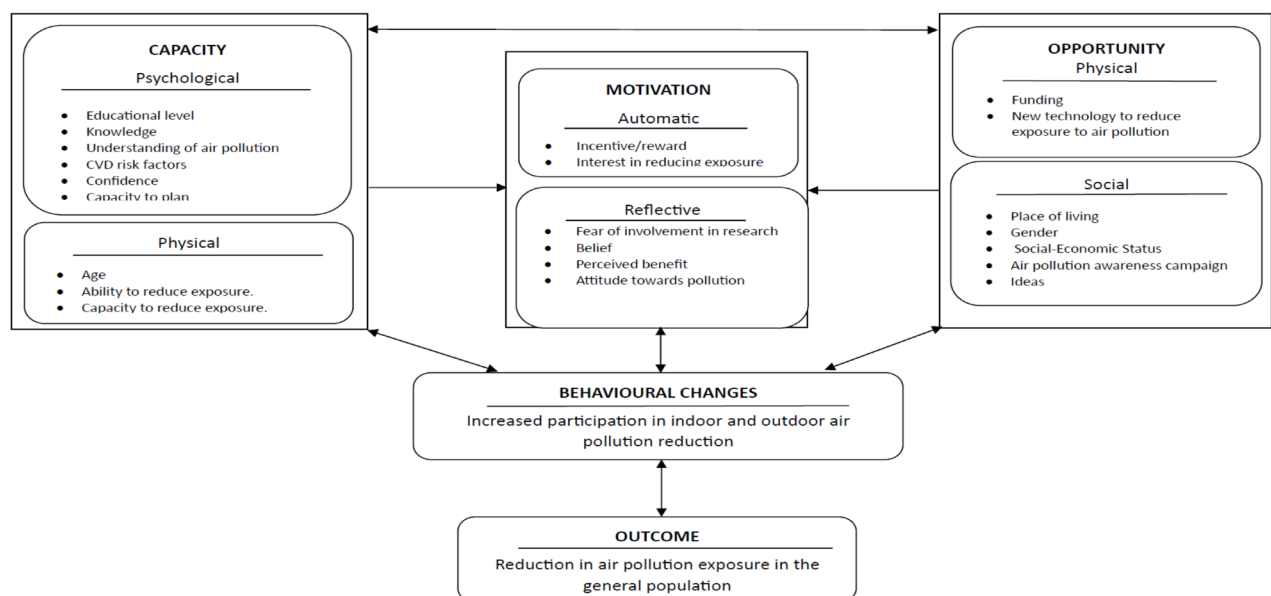 CAPACITY
Psychological
• Educational level
• Knowledge
• Understanding of air pollution
• CVD risk factors
• Confidence
• Capacity to plan
Physical
• Age
• Ability to reduce exposure.
• Capacity to reduce exposure.
MOTIVATION
Automatic
• Incentive/reward
• Interest in reducing exposure
Reflective
• Fear of involvement in research
• Belief
• Perceived benefit
• Attitude towards pollution
OPPORTUNITY
Physical
• Funding
• New technology to reduce
exposure to air pollution
Social
• Place of living
• Gender
• Social-Economic Status
• Air pollution awareness campaign
• Ideas
BEHAVIOURAL CHANGES
Increased participation in indoor and outdoor air
pollution reduction
OUTCOME
Reduction in air pollution exposure in the
general population